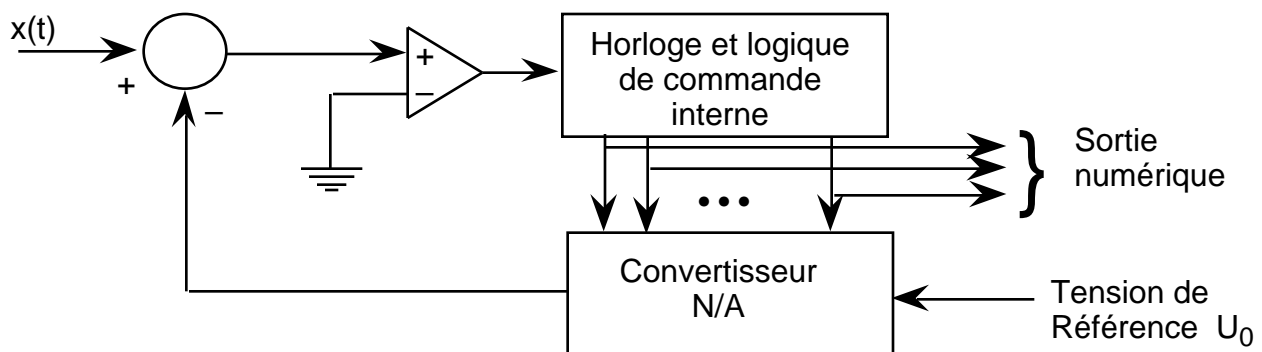 x(t)
+
−
+
−
Horloge et logique
de commande
interne
Sortie
numérique
Convertisseur
N/A
Tension de
Référence U₀